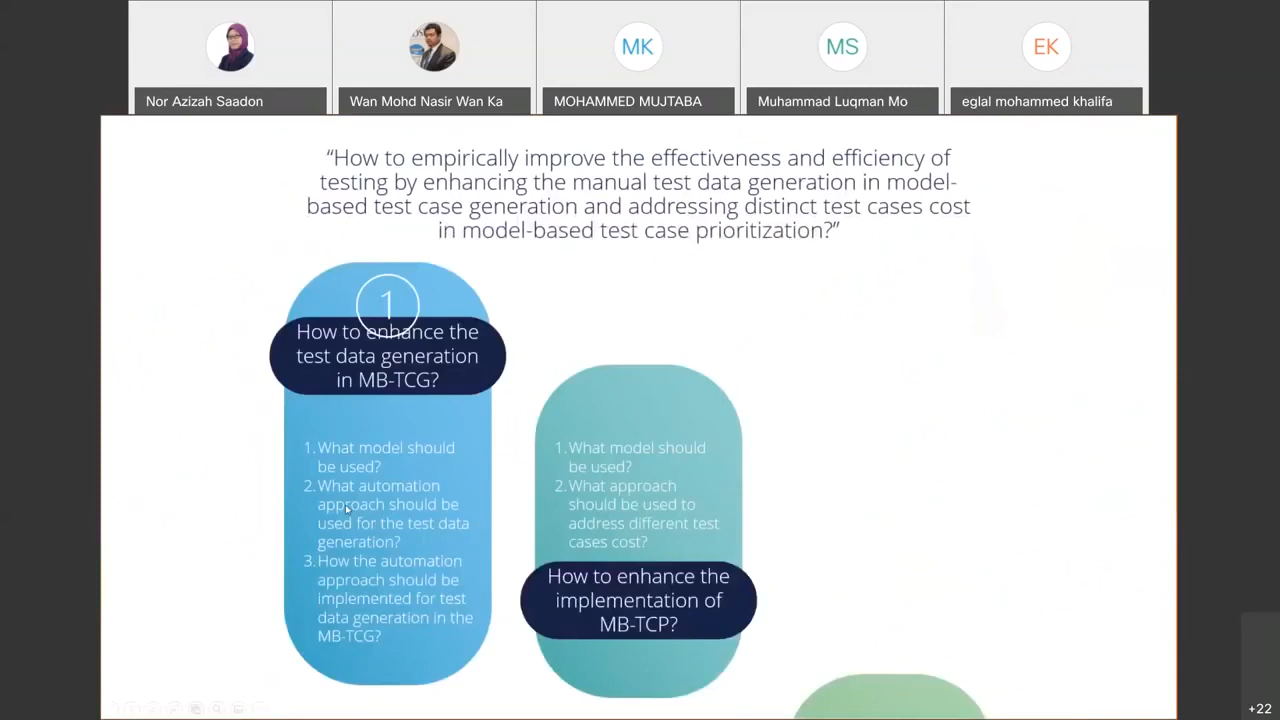 MK
MS
EK
Nor Azizah Saadon
Wan Mohd Nasir Wan Ka
MOHAMMED MUJTABA
Muhammad Luqman Mo
eglal mohammed khalifa
“How to empirically improve the effectiveness and efficiency of
testing by enhancing the manual test data generation in model-
based test case generation and addressing distinct test cases cost
in model-based test case prioritization?”
1
How to enhance the
test data generation
in MB-TCG?
1. What model should
be used?
2. What automation
approach should be
used for the test data
generation?
3. How the automation
approach should be
implemented for test
data generation in the
MB-TCG?
1. What model should
be used?
2. What approach
should be used to
address different test
cases cost?
How to enhance the
implementation of
MB-TCP?
+22